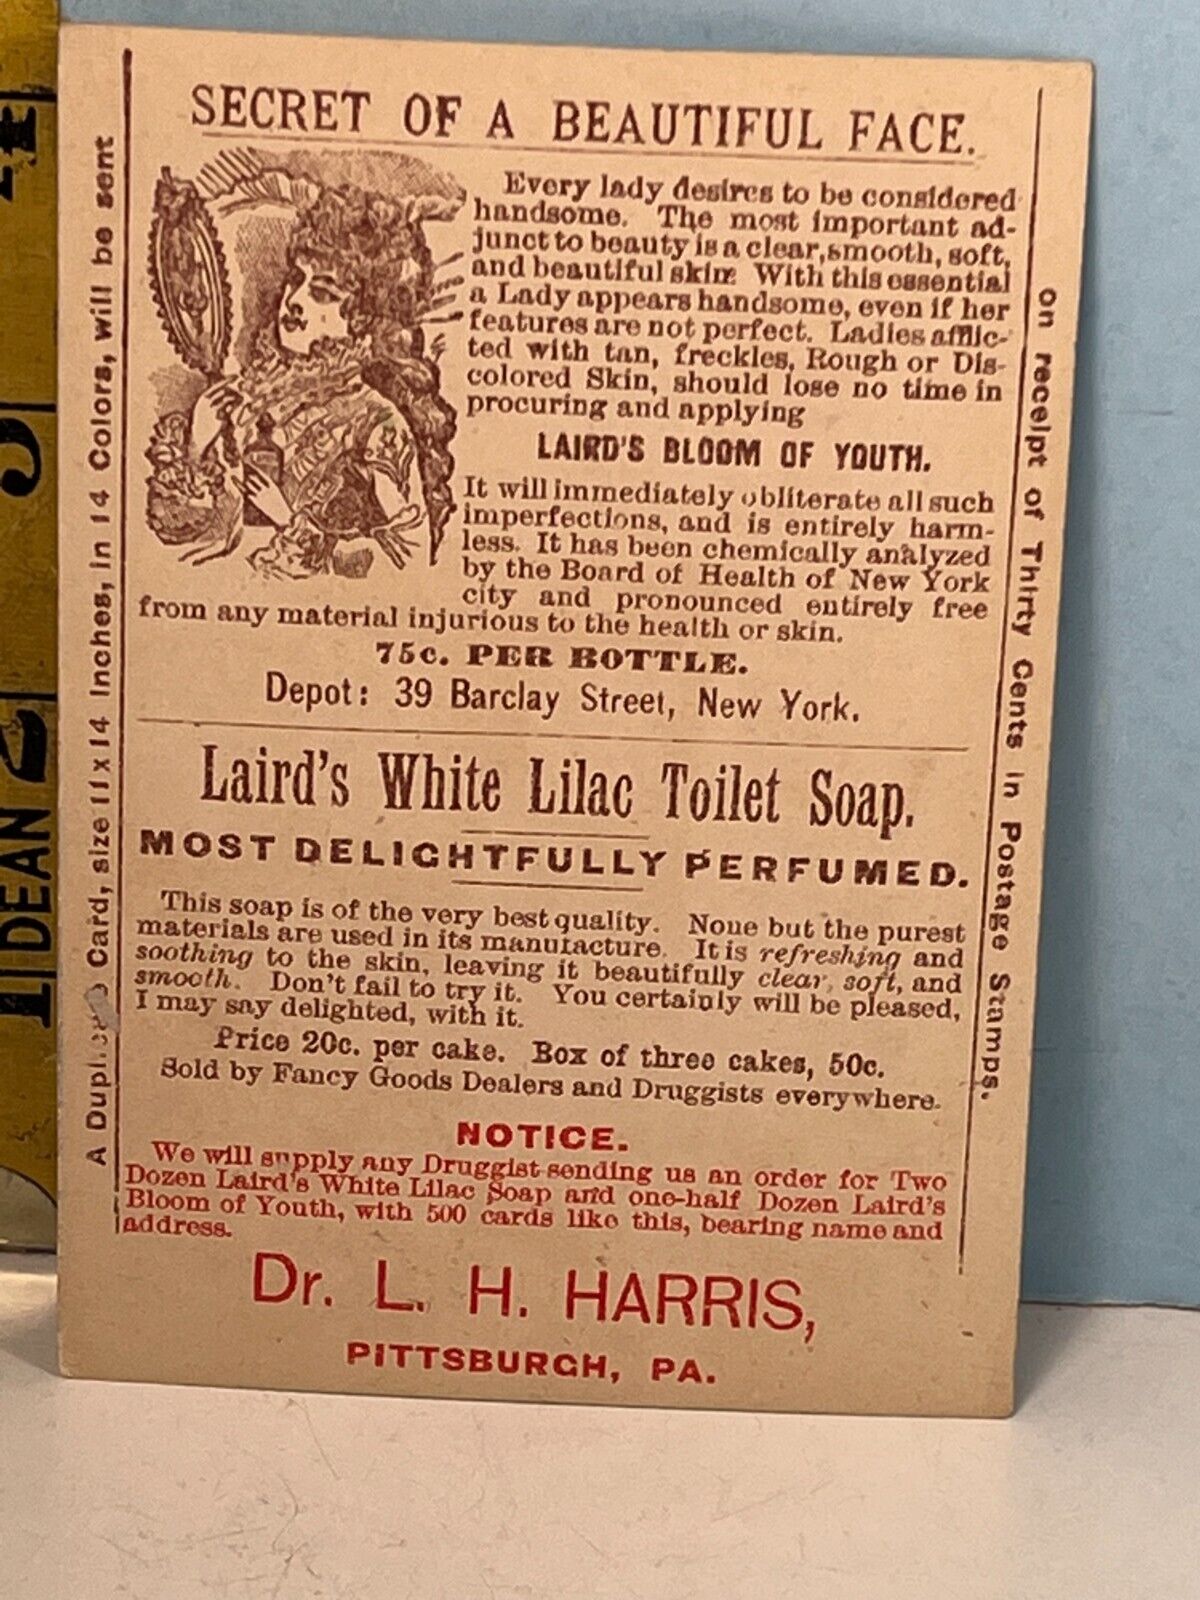 SECRET OF A BEAUTIFUL FACE.
Every lady desires to be considered
handsome. The most important ad-
junct to beauty is a clear, smooth, soft,
and beautiful skin. With this essential
a Lady appears handsome, even if her
features are not perfect. Ladies afflic-
ted with tan, freckles, Rough or Dis-
colored Skin, should lose no time in
procuring and applying
LAIRD'S BLOOM OF YOUTH.
It will immediately obliterate all such
imperfections, and is entirely harm-
less. It has been chemically analyzed
by the Board of Health of New York
city and pronounced entirely free
from any material injurious to the health or skin.
75c. PER BOTTLE.
Depot: 39 Barclay Street, New York.
Laird's White Lilac Toilet Soap.
MOST DELIGHTFULLY PERFUMED.
This soap is of the very best quality. None but the purest
materials are used in its manufacture. It is refreshing and
soothing to the skin, leaving it beautifully clear, soft, and
smooth. Don't fail to try it. You certainly will be pleased,
I may say delighted, with it.
Price 20c. per cake. Box of three cakes, 50c.
Sold by Fancy Goods Dealers and Druggists everywhere.
NOTICE.
We will supply any Druggist sending us an order for Two
Dozen Laird's White Lilac Soap and one-half Dozen Laird's
Bloom of Youth, with 500 cards like this, bearing name and
address.
Dr. L. H. HARRIS,
PITTSBURGH, PA.
A Duplicate Card, size 11 x 14 Inches, in 14 Colors, will be sent
on receipt of Thirty Cents in Postage Stamps.
1 DEAN 2 3